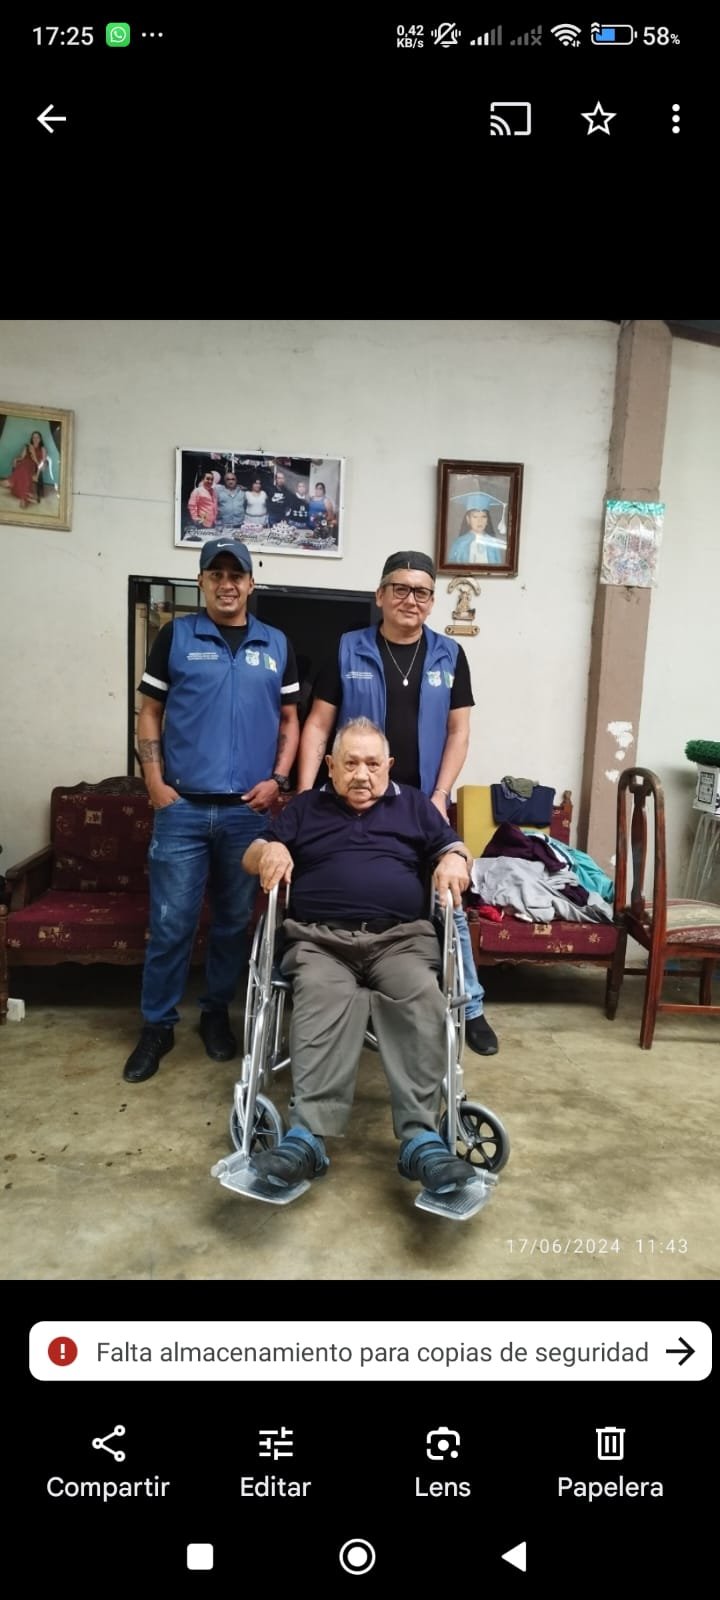 17:25
0,42
KB/s
58%
17/06/2024 11:43
Falta almacenamiento para copias de seguridad
Compartir
Editar
Lens
Papelera